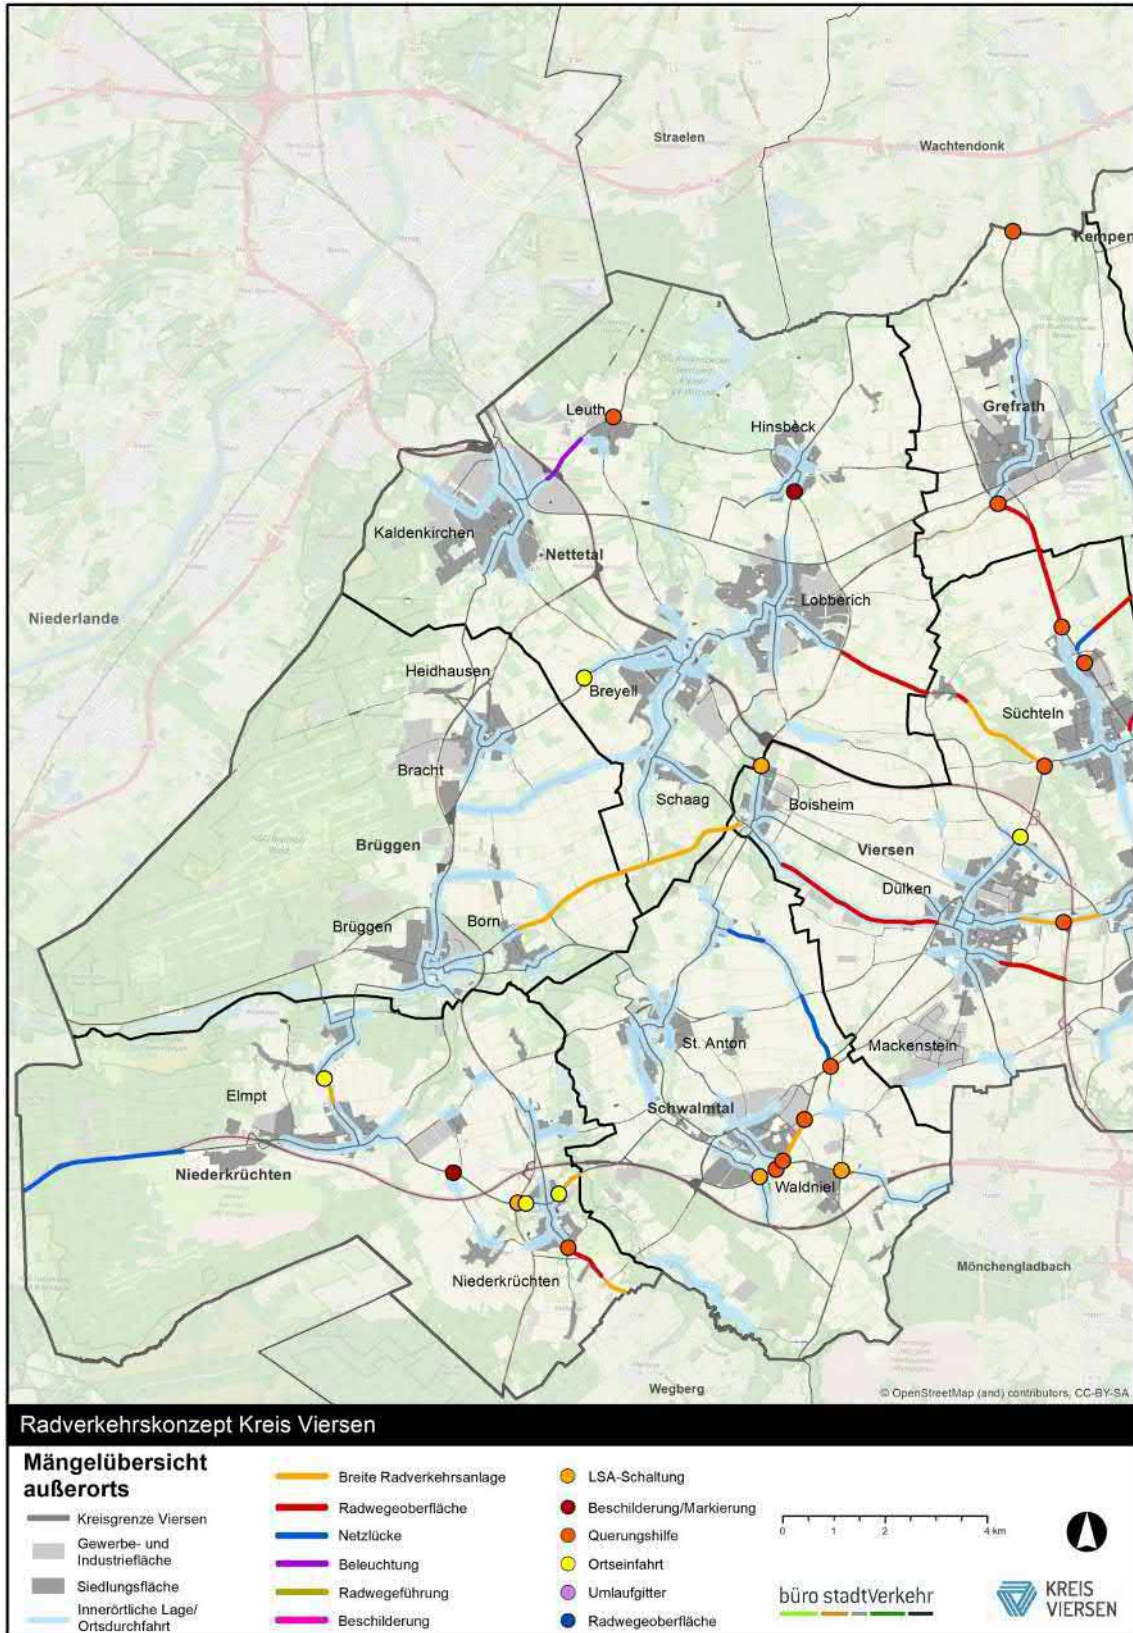 Straelen
Wachtendonk
Kempen
Leuth
Hinsbeck
Grefrath
Kaldenkirchen
Nettetal
Niederlande
Lobberich
Heidhausen
Breyell
Süchteln
Bracht
Schaag
Boisheim
Brüggen
Viersen
Dülken
Brüggen
Born
St. Anton
Mackenstein
Elmpt
Schwalmtal
Niederkrüchten
Waldniel
Niederkrüchten
Mönchengladbach
Wegberg
© OpenStreetMap (and) contributors, CC-BY-SA
Radverkehrskonzept Kreis Viersen
Mängelübersicht
außerorts
Kreisgrenze Viersen
Gewerbe- und
Industriefläche
Siedlungsfläche
Innerörtliche Lage/
Ortsdurchfahrt
Breite Radverkehrsanlage
Radwegeoberfläche
Netzlücke
Beleuchtung
Radwegeführung
Beschilderung
LSA-Schaltung
Beschilderung/Markierung
Querungshilfe
Ortseinfahrt
Umlaufgitter
Radwegeoberfläche
0 1 2 4 km
büro stadtVerkehr
KREIS
VIERSEN